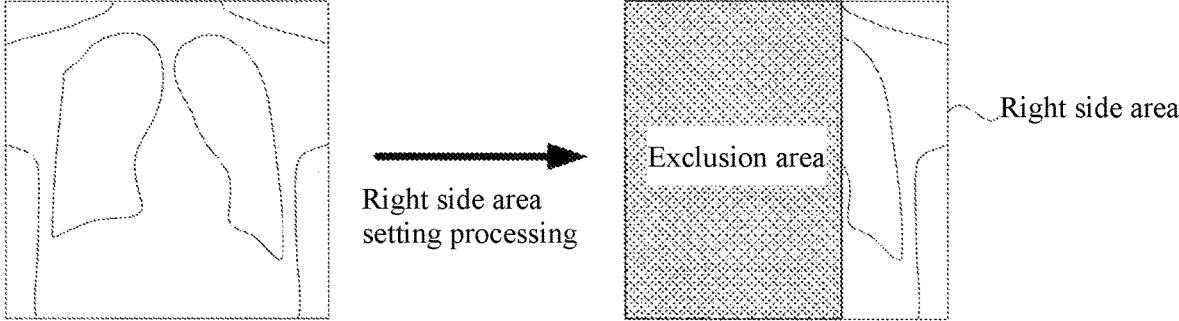 Right side area
setting processing
Exclusion area
Right side area